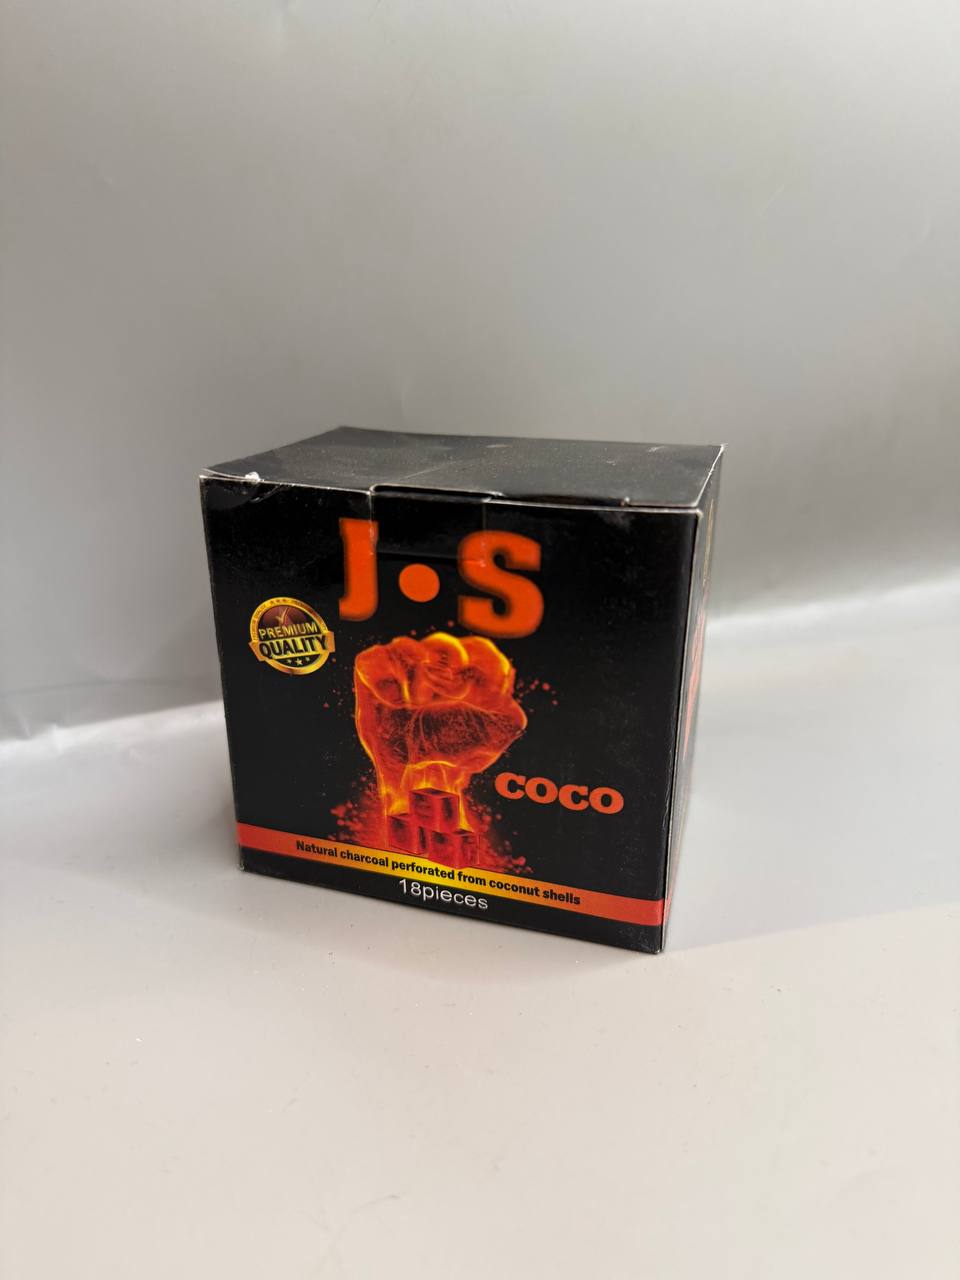 J•S
PREMIUM
QUALITY
COCO
Natural charcoal perforated from coconut shells
18pieces